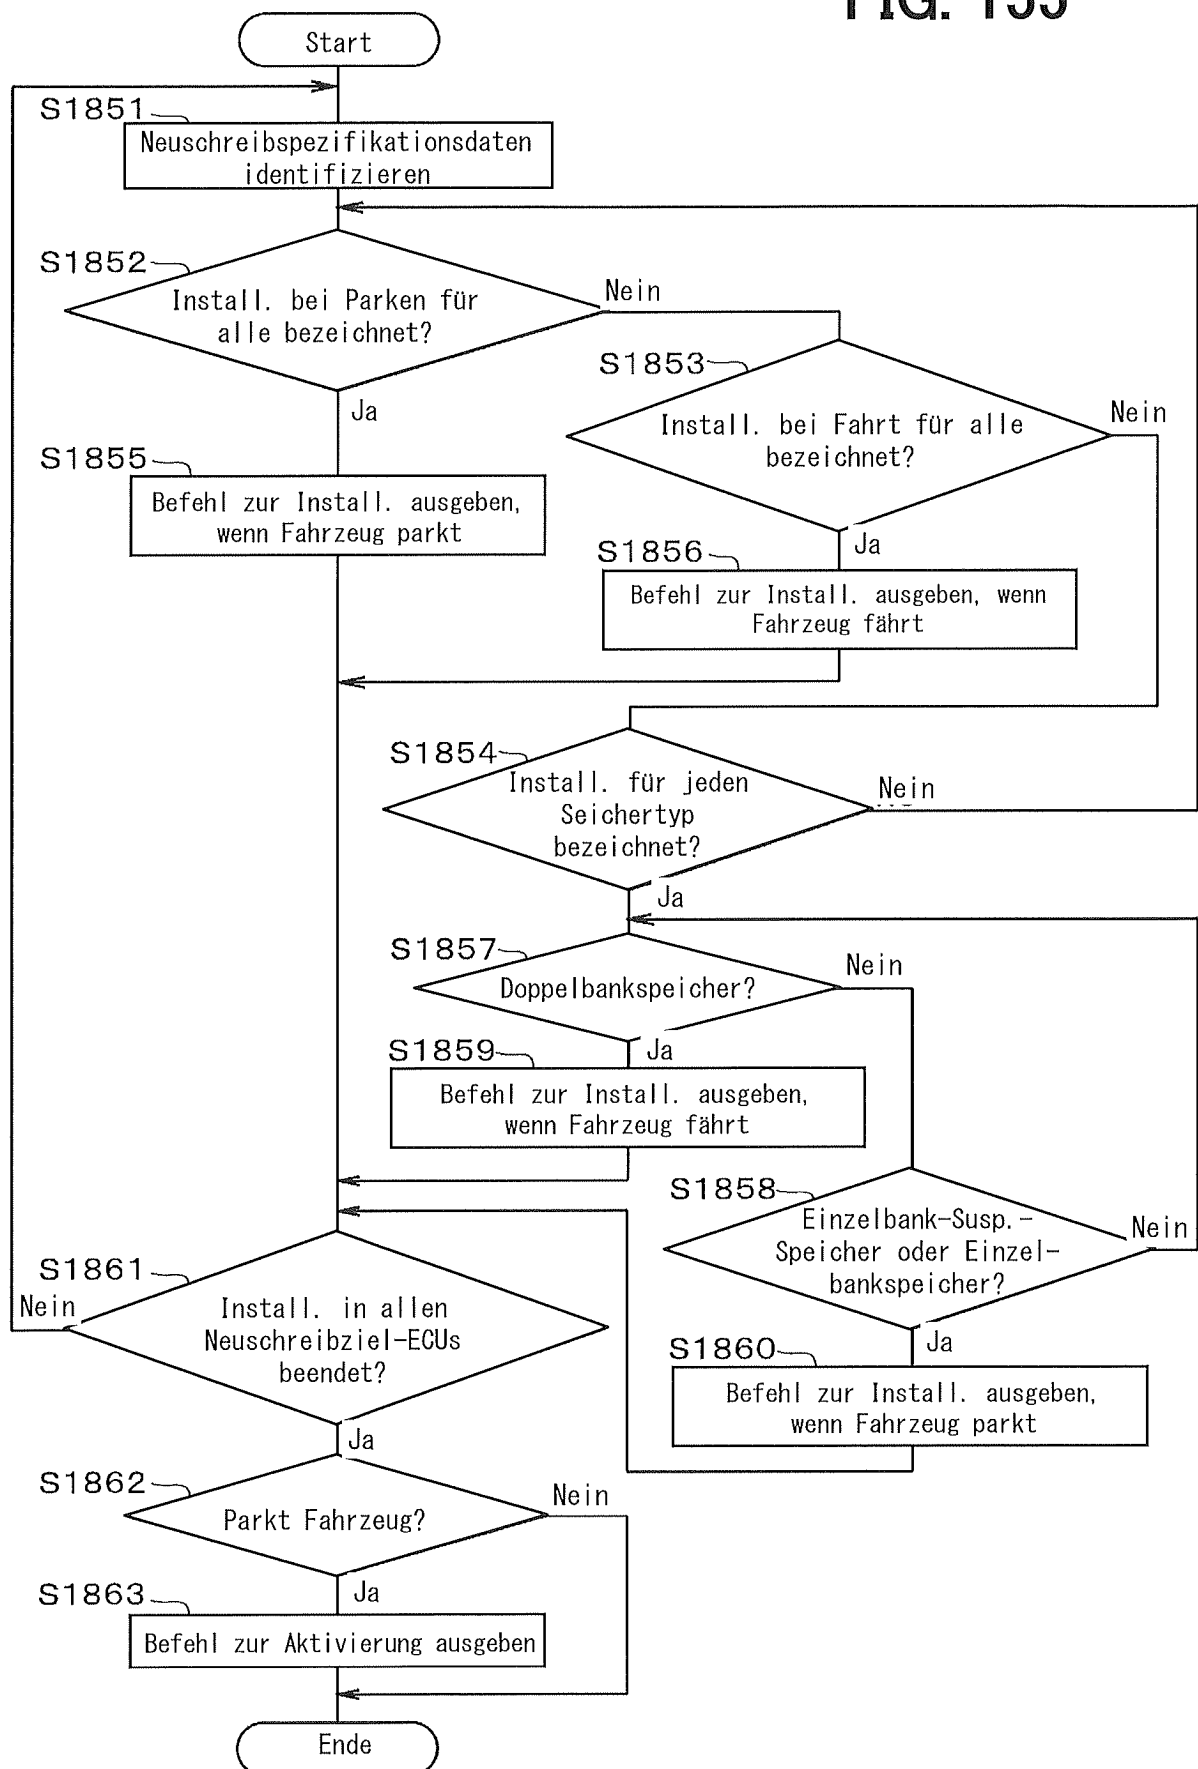 FIG. 155
Start
S1851
Neuschreibspezifikationsdaten
identifizieren
S1852
Install. bei Parken für
alle bezeichnet?
Nein
Ja
S1853
Install. bei Fahrt für alle
bezeichnet?
Nein
Ja
S1855
Befehl zur Install. ausgeben,
wenn Fahrzeug parkt
S1856
Befehl zur Install. ausgeben, wenn
Fahrzeug fährt
S1854
Install. für jeden
Seichertyp
bezeichnet?
Nein
Ja
S1857
Doppelbankspeicher?
Nein
Ja
S1859
Befehl zur Install. ausgeben,
wenn Fahrzeug fährt
S1858
Einzelbank-Susp.-
Speicher oder Einzel-
bankspeicher?
Nein
Ja
S1860
Befehl zur Install. ausgeben,
wenn Fahrzeug parkt
S1861
Nein
Install. in allen
Neuschreibziel-ECUs
beendet?
Ja
S1862
Parkt Fahrzeug?
Nein
Ja
S1863
Befehl zur Aktivierung ausgeben
Ende